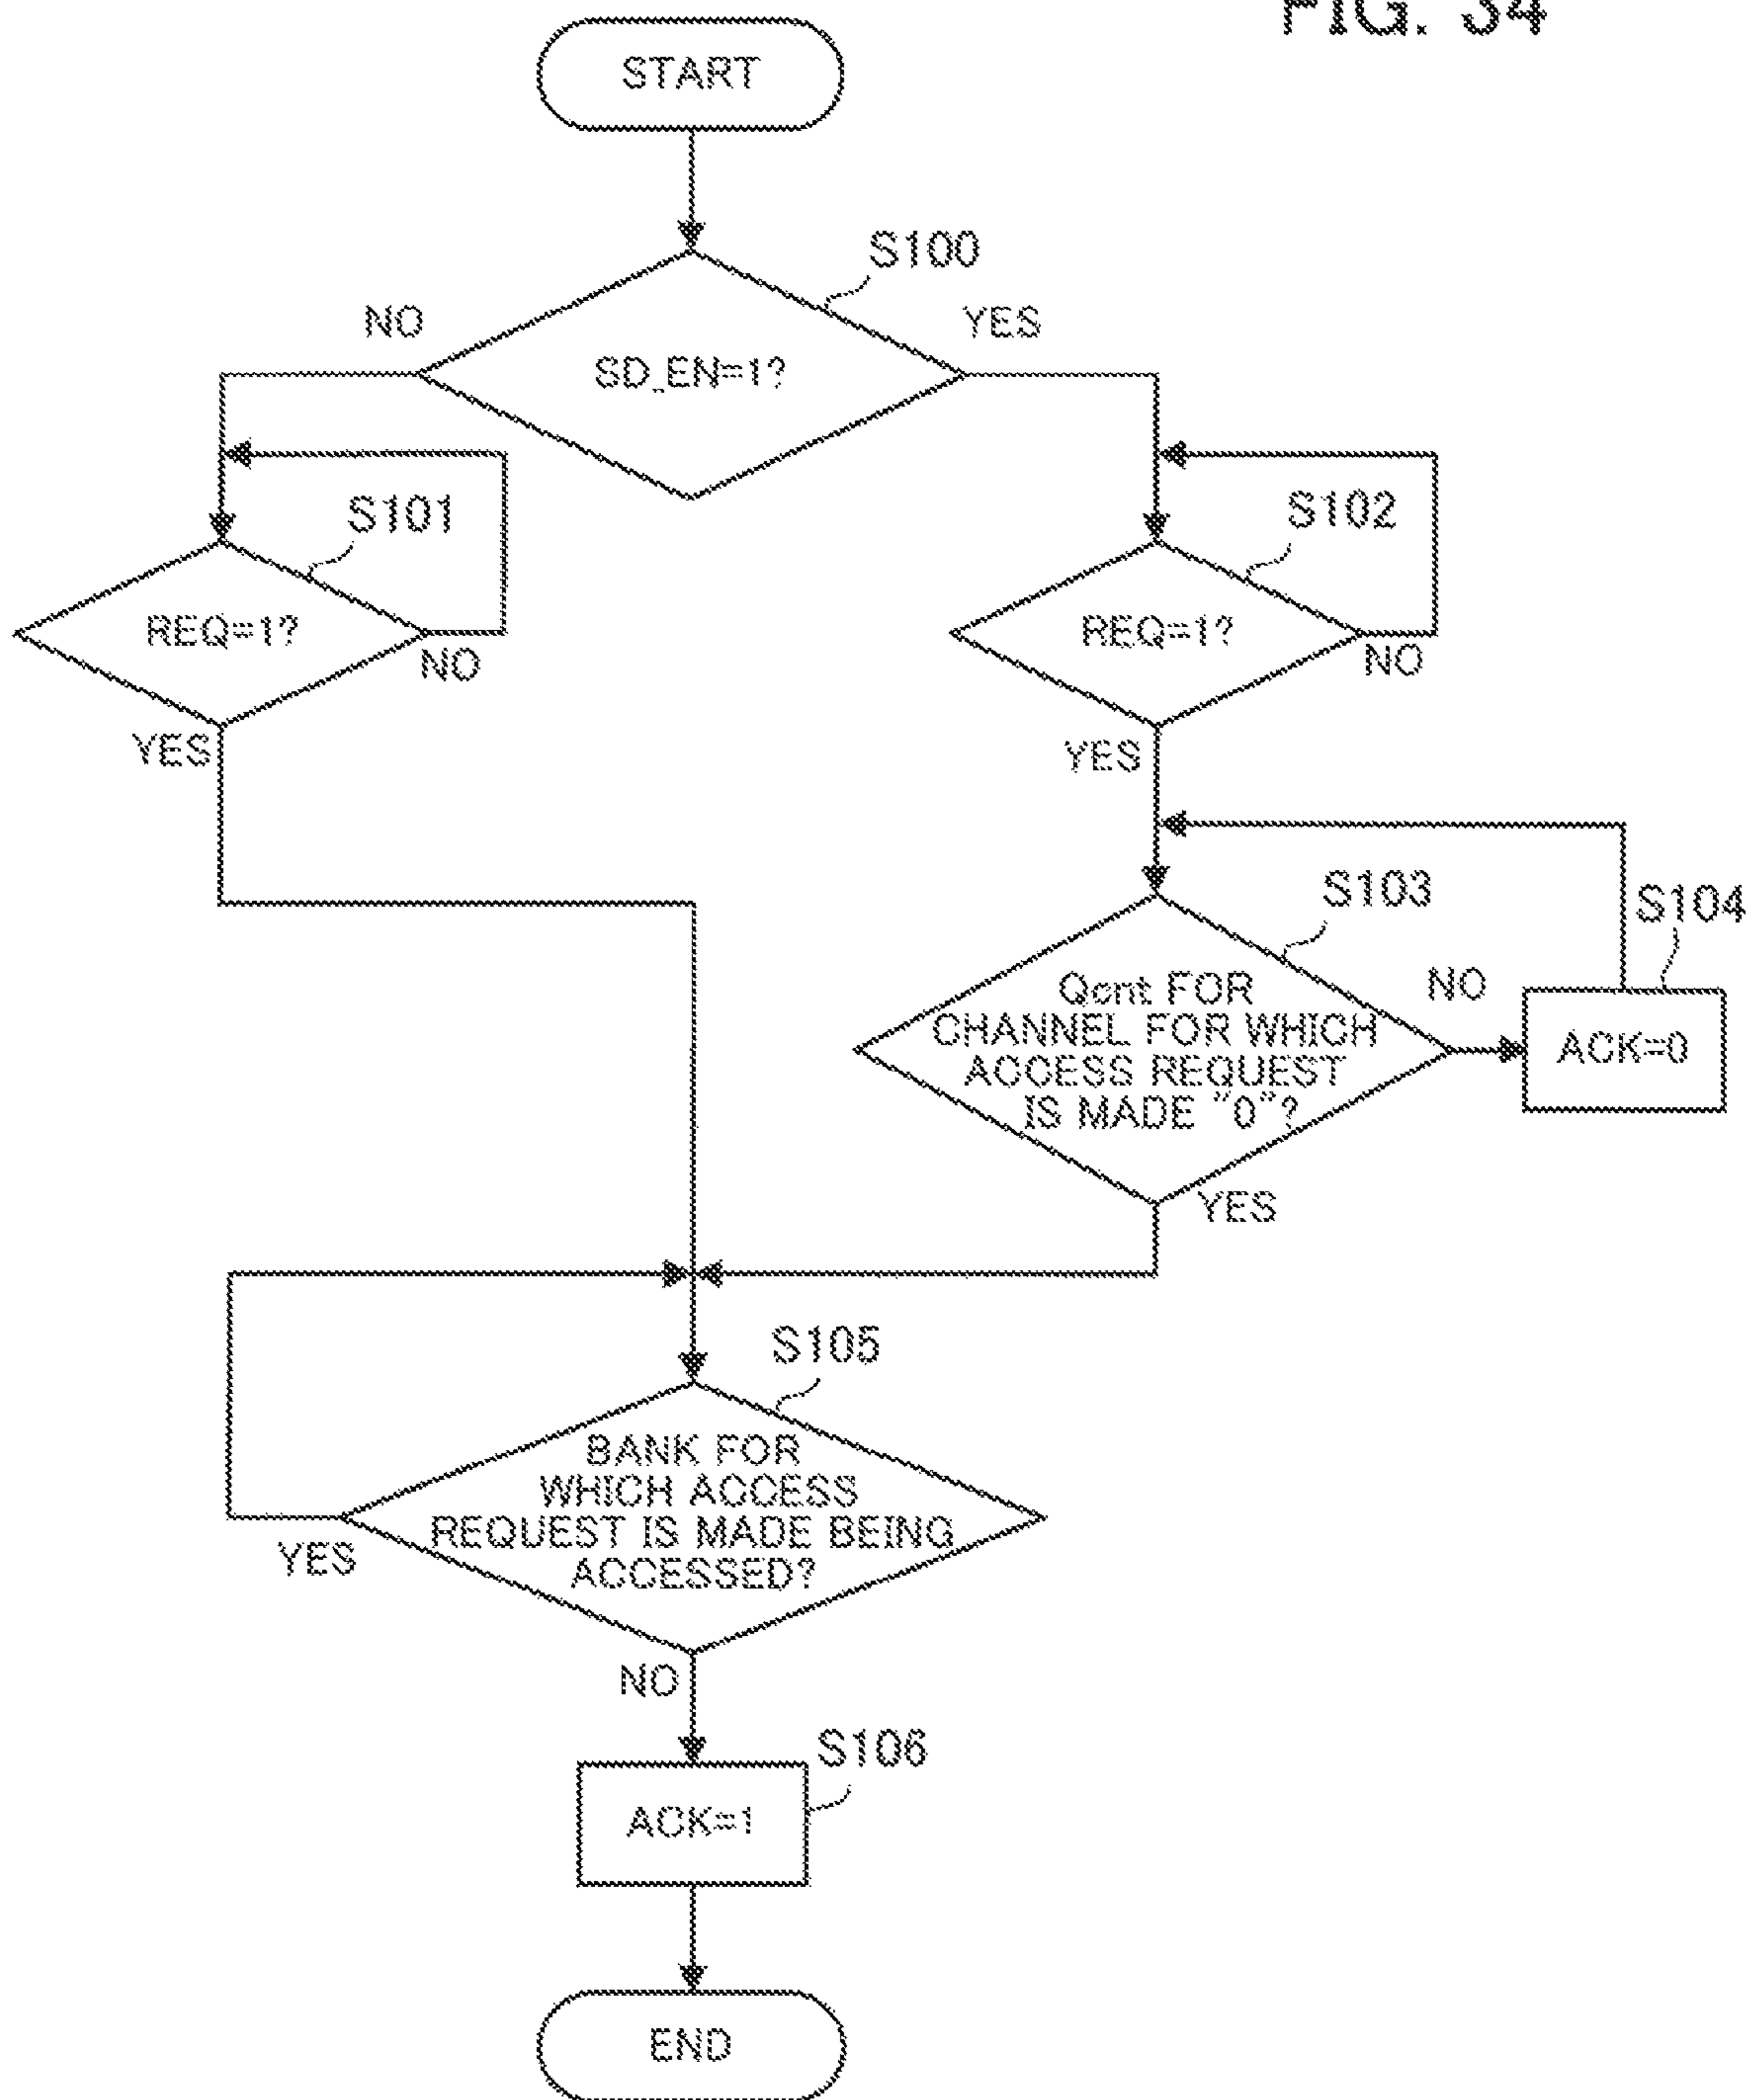 FIG. 34
START
S100
NO
YES
SD_EN=1?
S101
S102
REQ=1?
NO
REQ=1?
NO
YES
YES
S103
S104
Qcnt FOR
CHANNEL FOR WHICH
ACCESS REQUEST
IS MADE "0"?
NO
ACK=0
YES
S105
BANK FOR
WHICH ACCESS
REQUEST IS MADE BEING
ACCESSED?
YES
NO
S106
ACK=1
END